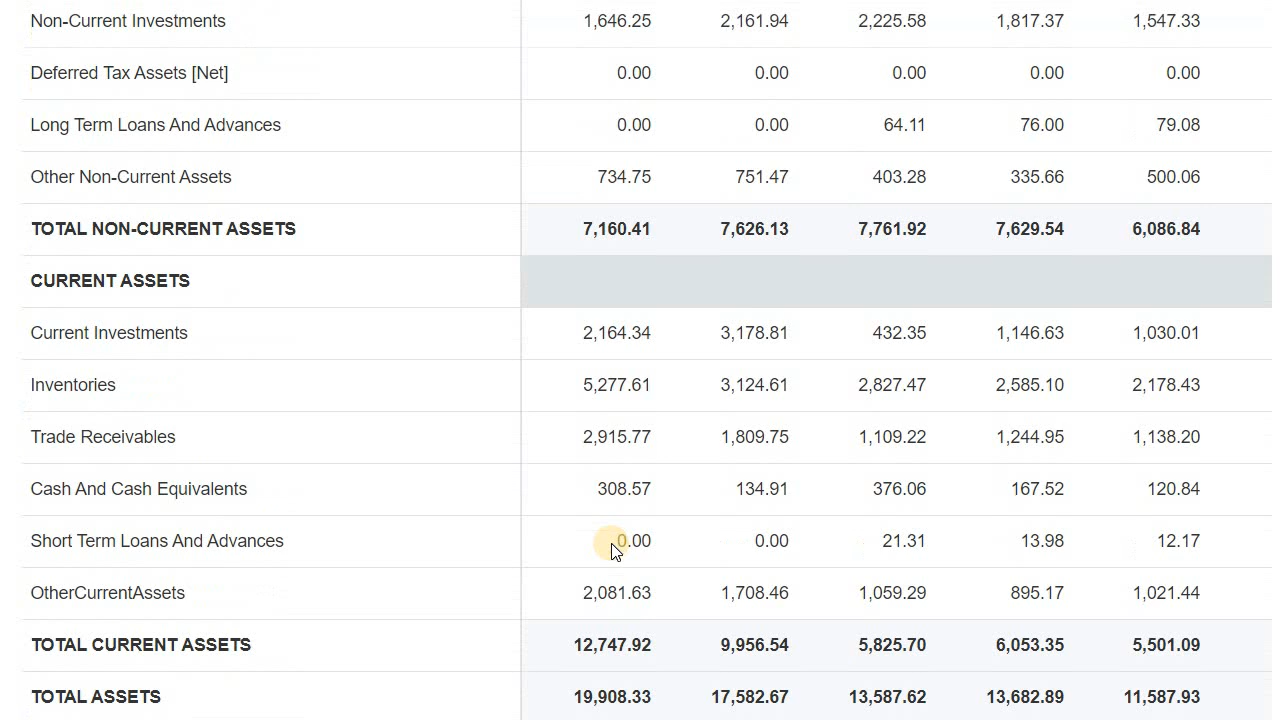 Non-Current Investments 1,646.25 2,161.94 2,225.58 1,817.37 1,547.33
Deferred Tax Assets [Net] 0.00 0.00 0.00 0.00 0.00
Long Term Loans And Advances 0.00 0.00 64.11 76.00 79.08
Other Non-Current Assets 734.75 751.47 403.28 335.66 500.06
TOTAL NON-CURRENT ASSETS 7,160.41 7,626.13 7,761.92 7,629.54 6,086.84
CURRENT ASSETS
Current Investments 2,164.34 3,178.81 432.35 1,146.63 1,030.01
Inventories 5,277.61 3,124.61 2,827.47 2,585.10 2,178.43
Trade Receivables 2,915.77 1,809.75 1,109.22 1,244.95 1,138.20
Cash And Cash Equivalents 308.57 134.91 376.06 167.52 120.84
Short Term Loans And Advances 0.00 0.00 21.31 13.98 12.17
OtherCurrentAssets 2,081.63 1,708.46 1,059.29 895.17 1,021.44
TOTAL CURRENT ASSETS 12,747.92 9,956.54 5,825.70 6,053.35 5,501.09
TOTAL ASSETS 19,908.33 17,582.67 13,587.62 13,682.89 11,587.93